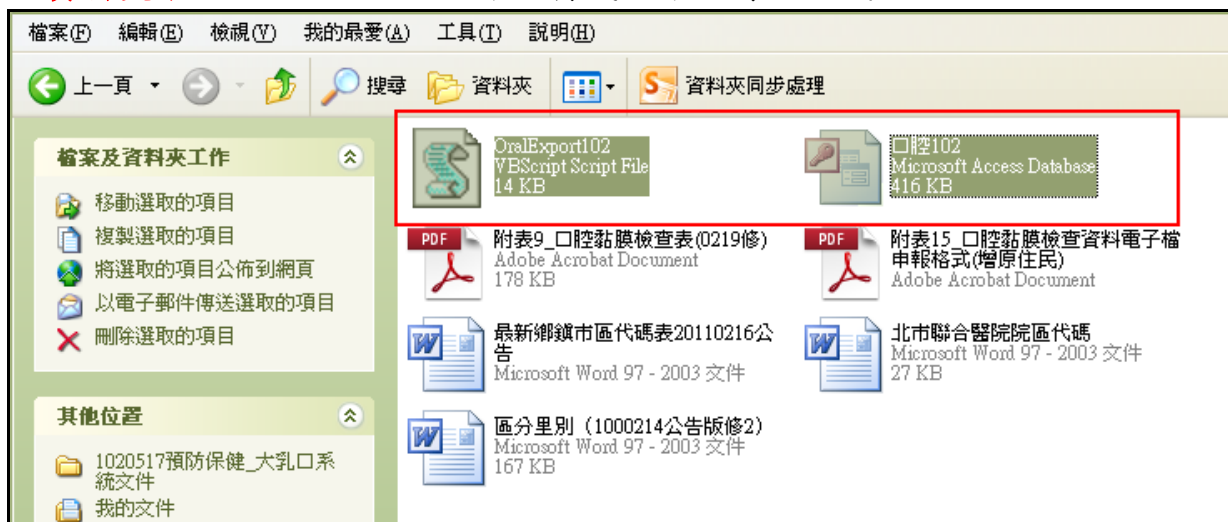 檔案(F) 編輯(E) 檢視(V) 我的最愛(A) 工具(T) 說明(H)
上一頁 搜尋 資料夾 資料夾同步處理
檔案及資料夾工作
移動選取的項目
複製選取的項目
將選取的項目公佈到網頁
以電子郵件傳送選取的項目
刪除選取的項目
其他位置
1020517預防保健_大乳口系
統文件
我的文件
OralExport102
VBScript Script File
14 KB
口腔102
Microsoft Access Database
416 KB
PDF
附表9_口腔黏膜檢查表(0219修)
Adobe Acrobat Document
178 KB
PDF
附表15_口腔黏膜檢查資料電子檔
申報格式(增原住民)
Adobe Acrobat Document
最新鄉鎮市區代碼表20110216公
告
Microsoft Word 97 - 2003 文件
北市聯合醫院院區代碼
Microsoft Word 97 - 2003 文件
27 KB
區分里別（1000214公告版修2）
Microsoft Word 97 - 2003 文件
167 KB